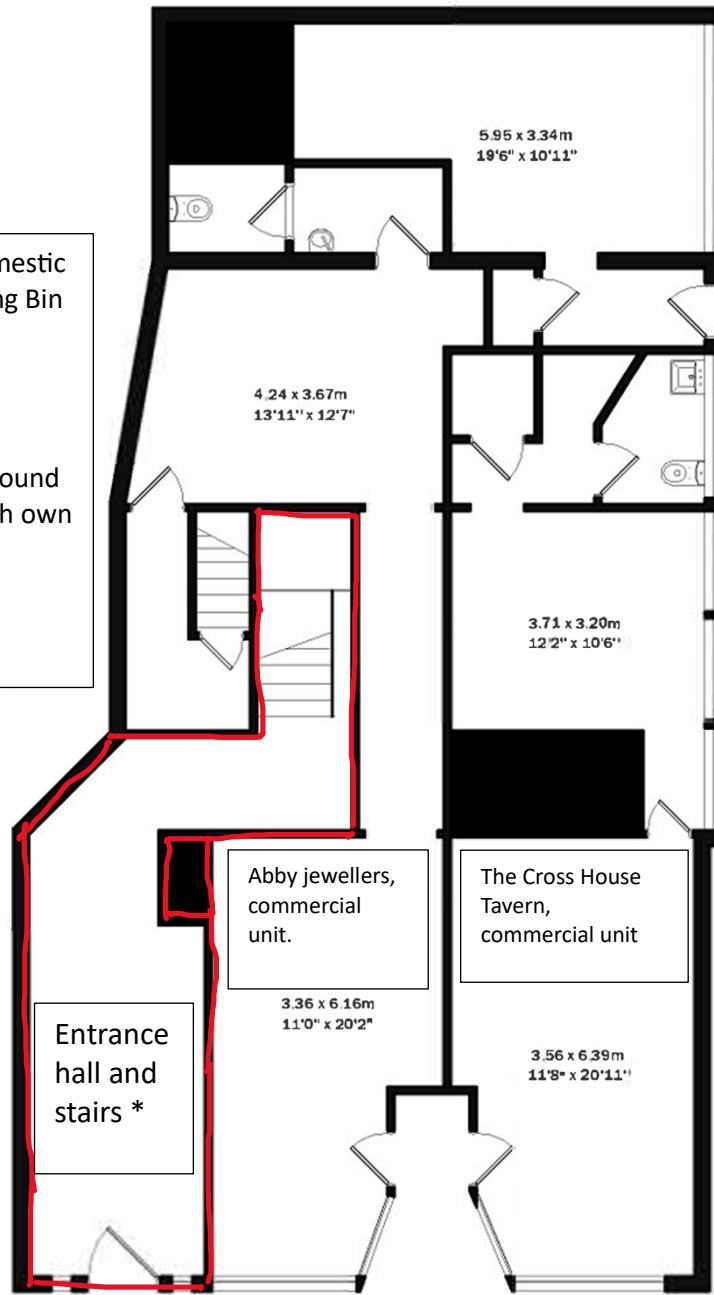 5.95 x 3.34m
19'6" x 10'11"
mestic
ng Bin
ound
h own
4.24 x 3.67m
13'11" x 12'7"
3.71 x 3.20m
12'2" x 10'6"
Abby jewellers,
commercial
unit.
The Cross House
Tavern,
commercial unit
3.36 x 6.16m
11'0" x 20'2"
Entrance
hall and
stairs *
3.56 x 6.39m
11'8" x 20'11"